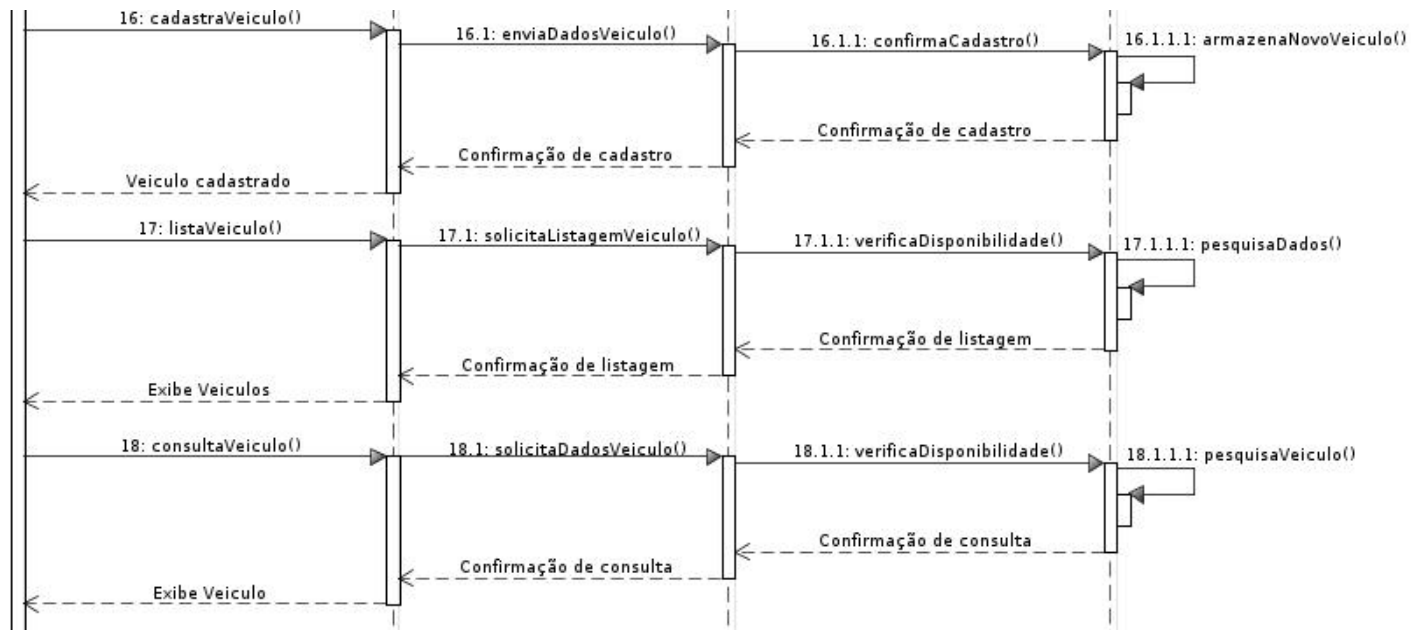 16: cadastraVeiculo()
16.1: enviaDadosVeiculo()
16.1.1: confirmaCadastro()
16.1.1.1: armazenaNovoVeiculo()
Confirmação de cadastro
Confirmação de cadastro
Veiculo cadastrado
17: listaVeiculo()
17.1: solicitaListagemVeiculo()
17.1.1: verificaDisponibilidade()
17.1.1.1: pesquisaDados()
Confirmação de listagem
Confirmação de listagem
Exibe Veiculos
18: consultaVeiculo()
18.1: solicitaDadosVeiculo()
18.1.1: verificaDisponibilidade()
18.1.1.1: pesquisaVeiculo()
Confirmação de consulta
Confirmação de consulta
Exibe Veiculo